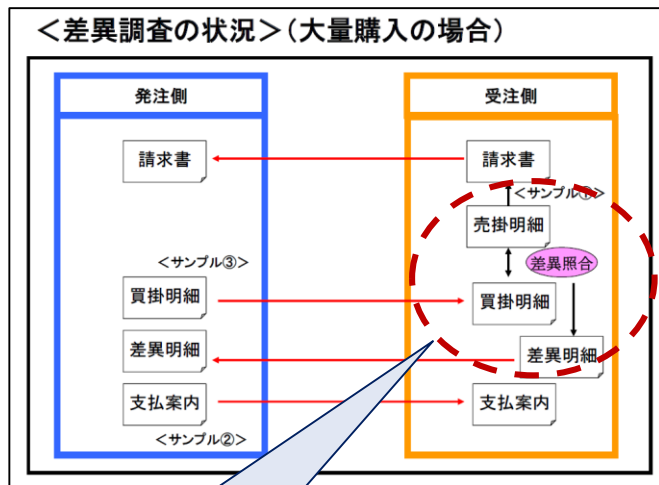 ＜差異調査の状況＞（大量購入の場合）
発注側
受注側
請求書
請求書
＜サンプル①＞
売掛明細
差異照合
＜サンプル③＞
買掛明細
買掛明細
差異明細
差異明細
支払案内
支払案内
＜サンプル②＞